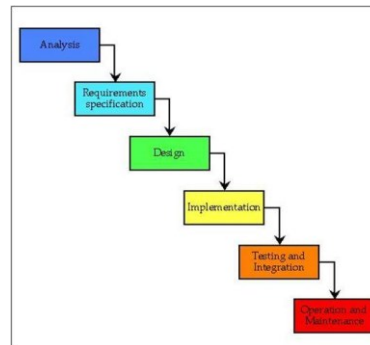 Analysis
Requirements
specification
Design
Implementation
Testing and
Integration
Operation and
Maintenance